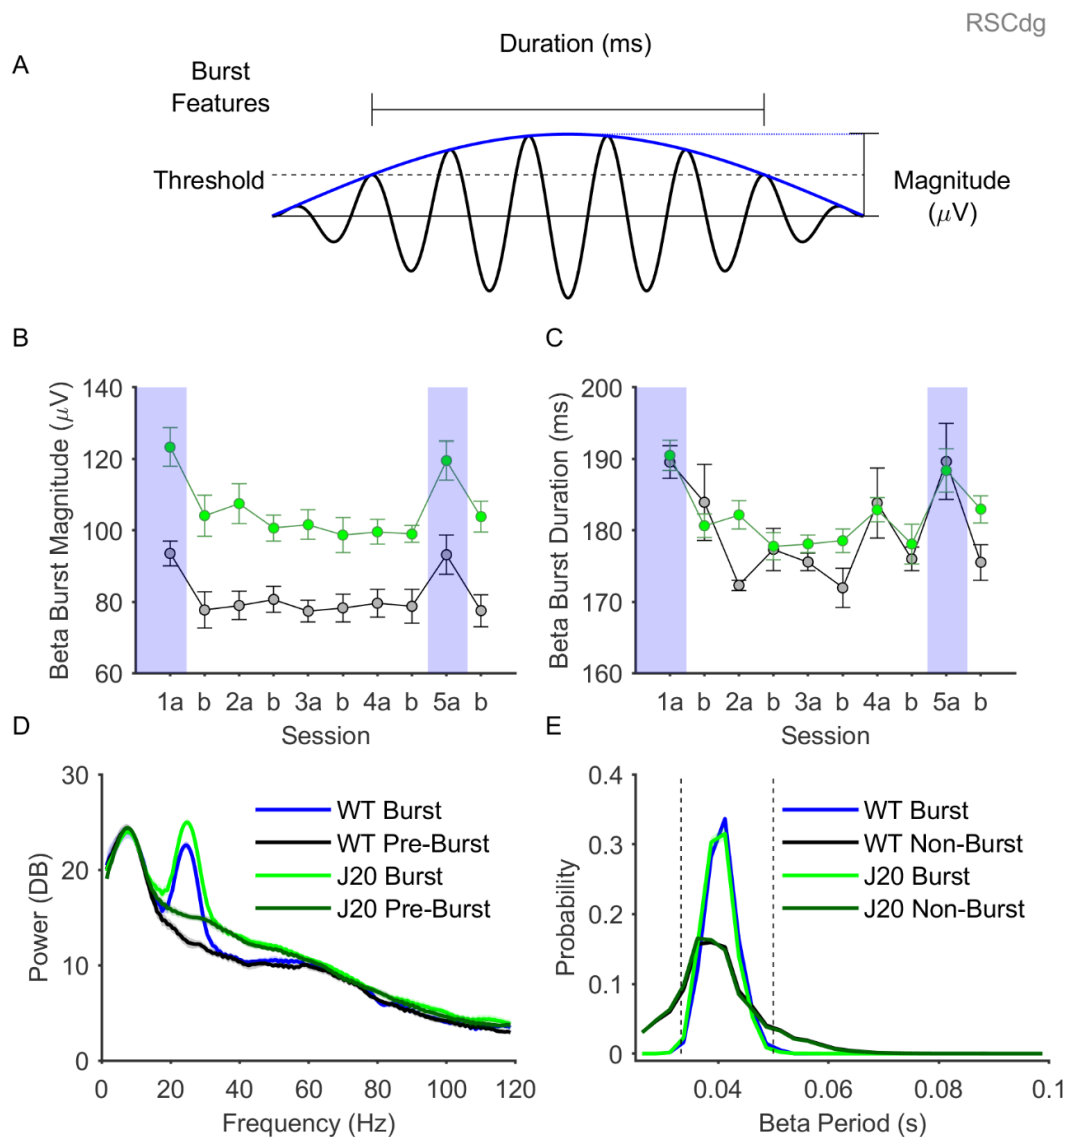 RSCdg
A
Duration (ms)
Burst
Features
Threshold
Magnitude
(μV)
B
Beta Burst Magnitude (μV)
140
120
100
80
60
1a b 2a b 3a b 4a b 5a b
Session
C
Beta Burst Duration (ms)
200
190
180
170
160
1a b 2a b 3a b 4a b 5a b
Session
D
Power (DB)
30
20
10
0
0 20 40 60 80 100 120
Frequency (Hz)
WT Burst
WT Pre-Burst
J20 Burst
J20 Pre-Burst
E
Probability
0.4
0.3
0.2
0.1
0
0.04 0.06 0.08 0.1
Beta Period (s)
WT Burst
WT Non-Burst
J20 Burst
J20 Non-Burst